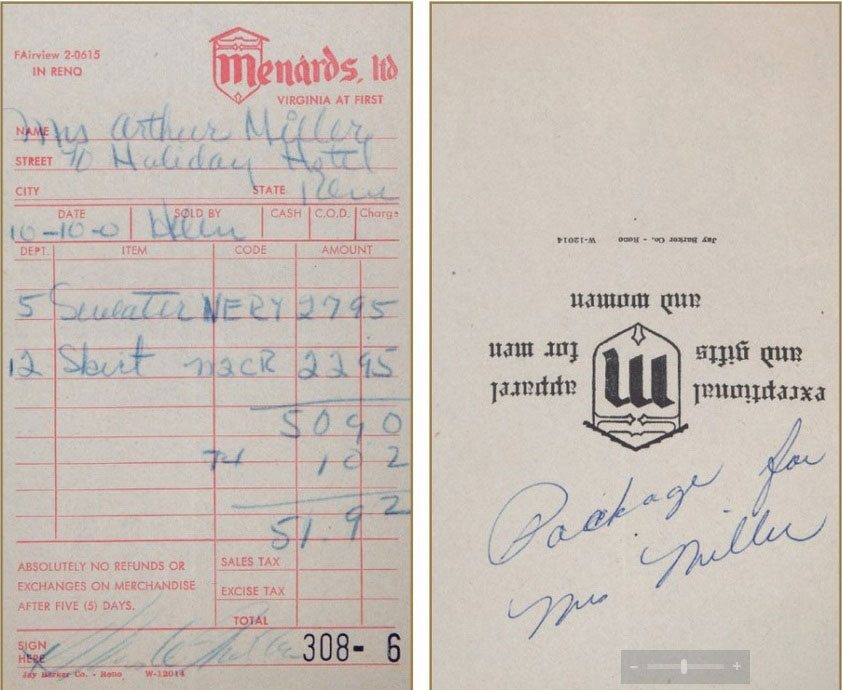 FAirview 2-0615
IN RENO
Menards, ltd
VIRGINIA AT FIRST
NAME Mrs Arthur Miller
STREET % Holiday Hotel
CITY STATE Reno
DATE SOLD BY CASH C.O.D. Charge
10-10-0 Helen
DEPT. ITEM CODE AMOUNT
5 Sweater NERY 2795
12 Skirt n2CR 2295
5090
102
51.92
ABSOLUTELY NO REFUNDS OR
EXCHANGES ON MERCHANDISE
AFTER FIVE (5) DAYS.
SALES TAX
EXCISE TAX
TOTAL
SIGN
HERE
308- 6
Jay Barker Co. - Reno W-12014
Jay Barker Co. - Reno W-12014
exceptional apparel
and gifts for men
and women
m
Package for
Mrs Miller